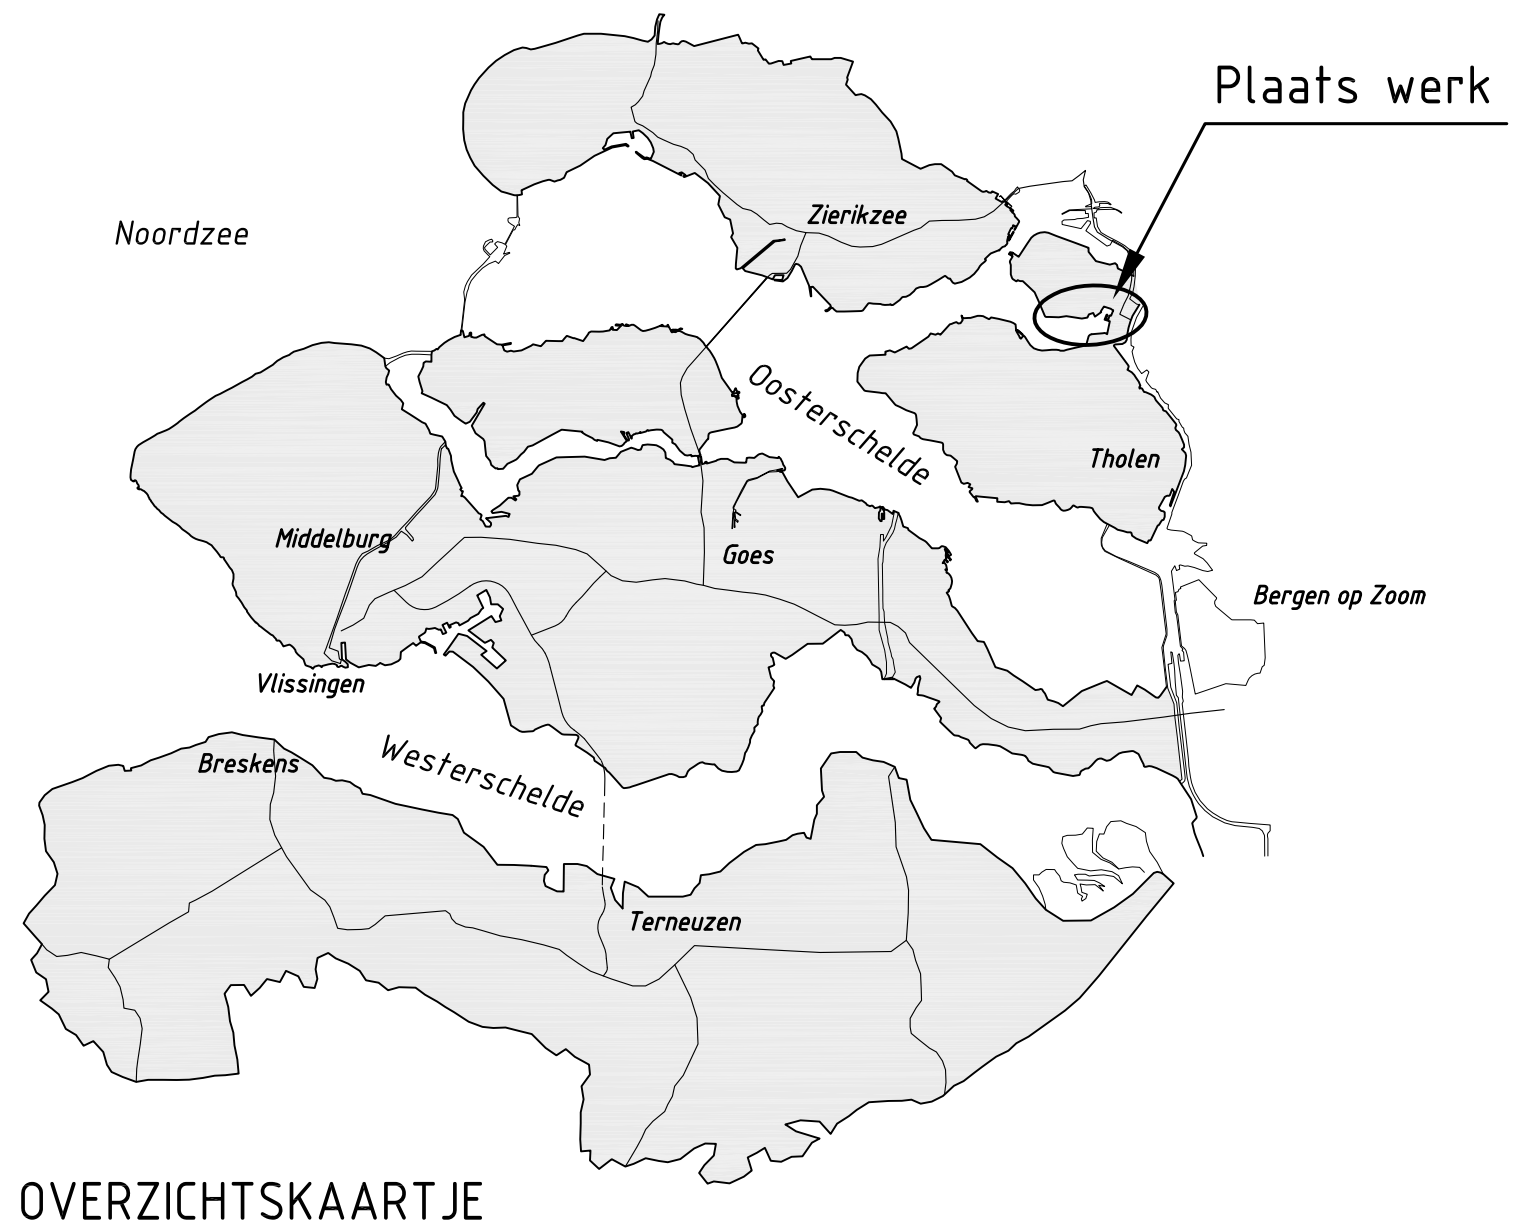 Plaats werk
Noordzee
Zierikzee
Oosterschelde
Tholen
Middelburg
Goes
Bergen op Zoom
Vlissingen
Westerschelde
Breskens
Terneuzen
OVERZICHTSKAARTJE